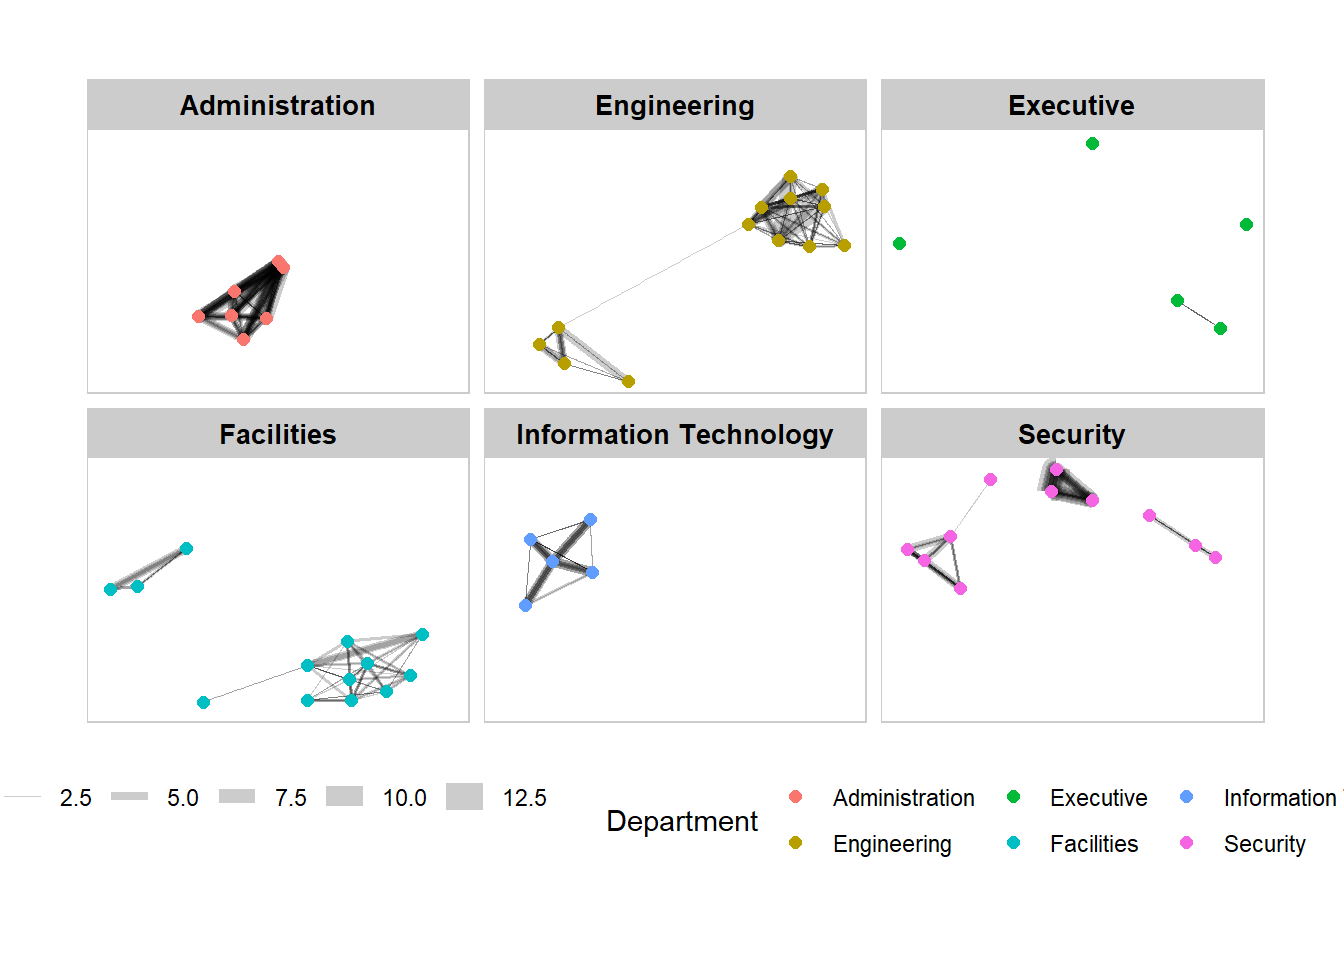 Administration
Engineering
Executive
Facilities
Information Technology
Security
2.5 5.0 7.5 10.0 12.5
Department
Administration Executive Information
Engineering Facilities Security